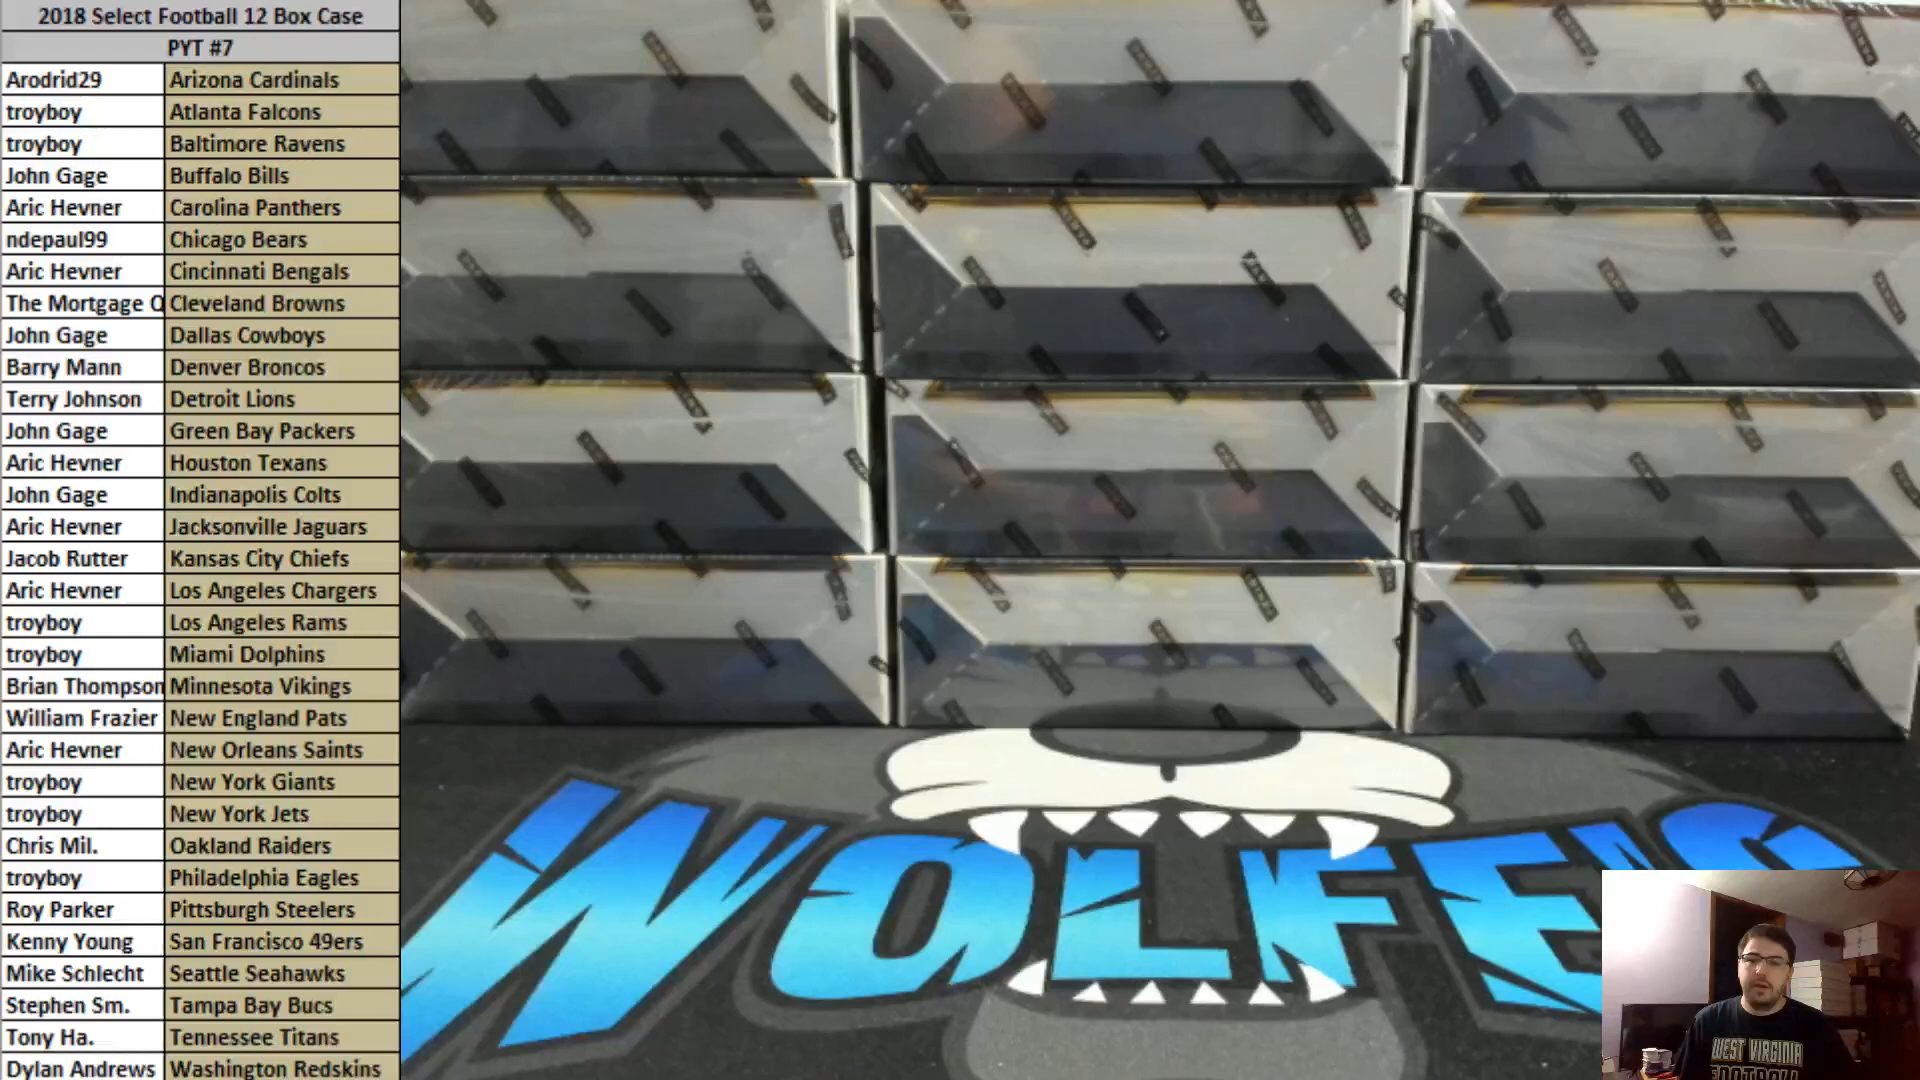 2018 Select Football 12 Box Case
PYT #7
Arodrid29 Arizona Cardinals
troyboy Atlanta Falcons
troyboy Baltimore Ravens
John Gage Buffalo Bills
Aric Hevner Carolina Panthers
ndepaul99 Chicago Bears
Aric Hevner Cincinnati Bengals
The Mortgage Q Cleveland Browns
John Gage Dallas Cowboys
Barry Mann Denver Broncos
Terry Johnson Detroit Lions
John Gage Green Bay Packers
Aric Hevner Houston Texans
John Gage Indianapolis Colts
Aric Hevner Jacksonville Jaguars
Jacob Rutter Kansas City Chiefs
Aric Hevner Los Angeles Chargers
troyboy Los Angeles Rams
troyboy Miami Dolphins
Brian Thompson Minnesota Vikings
William Frazier New England Pats
Aric Hevner New Orleans Saints
troyboy New York Giants
troyboy New York Jets
Chris Mil. Oakland Raiders
troyboy Philadelphia Eagles
Roy Parker Pittsburgh Steelers
Kenny Young San Francisco 49ers
Mike Schlecht Seattle Seahawks
Stephen Sm. Tampa Bay Bucs
Tony Ha. Tennessee Titans
Dylan Andrews Washington Redskins
WOLFE'S
WEST VIRGINIA
FOOTBALL